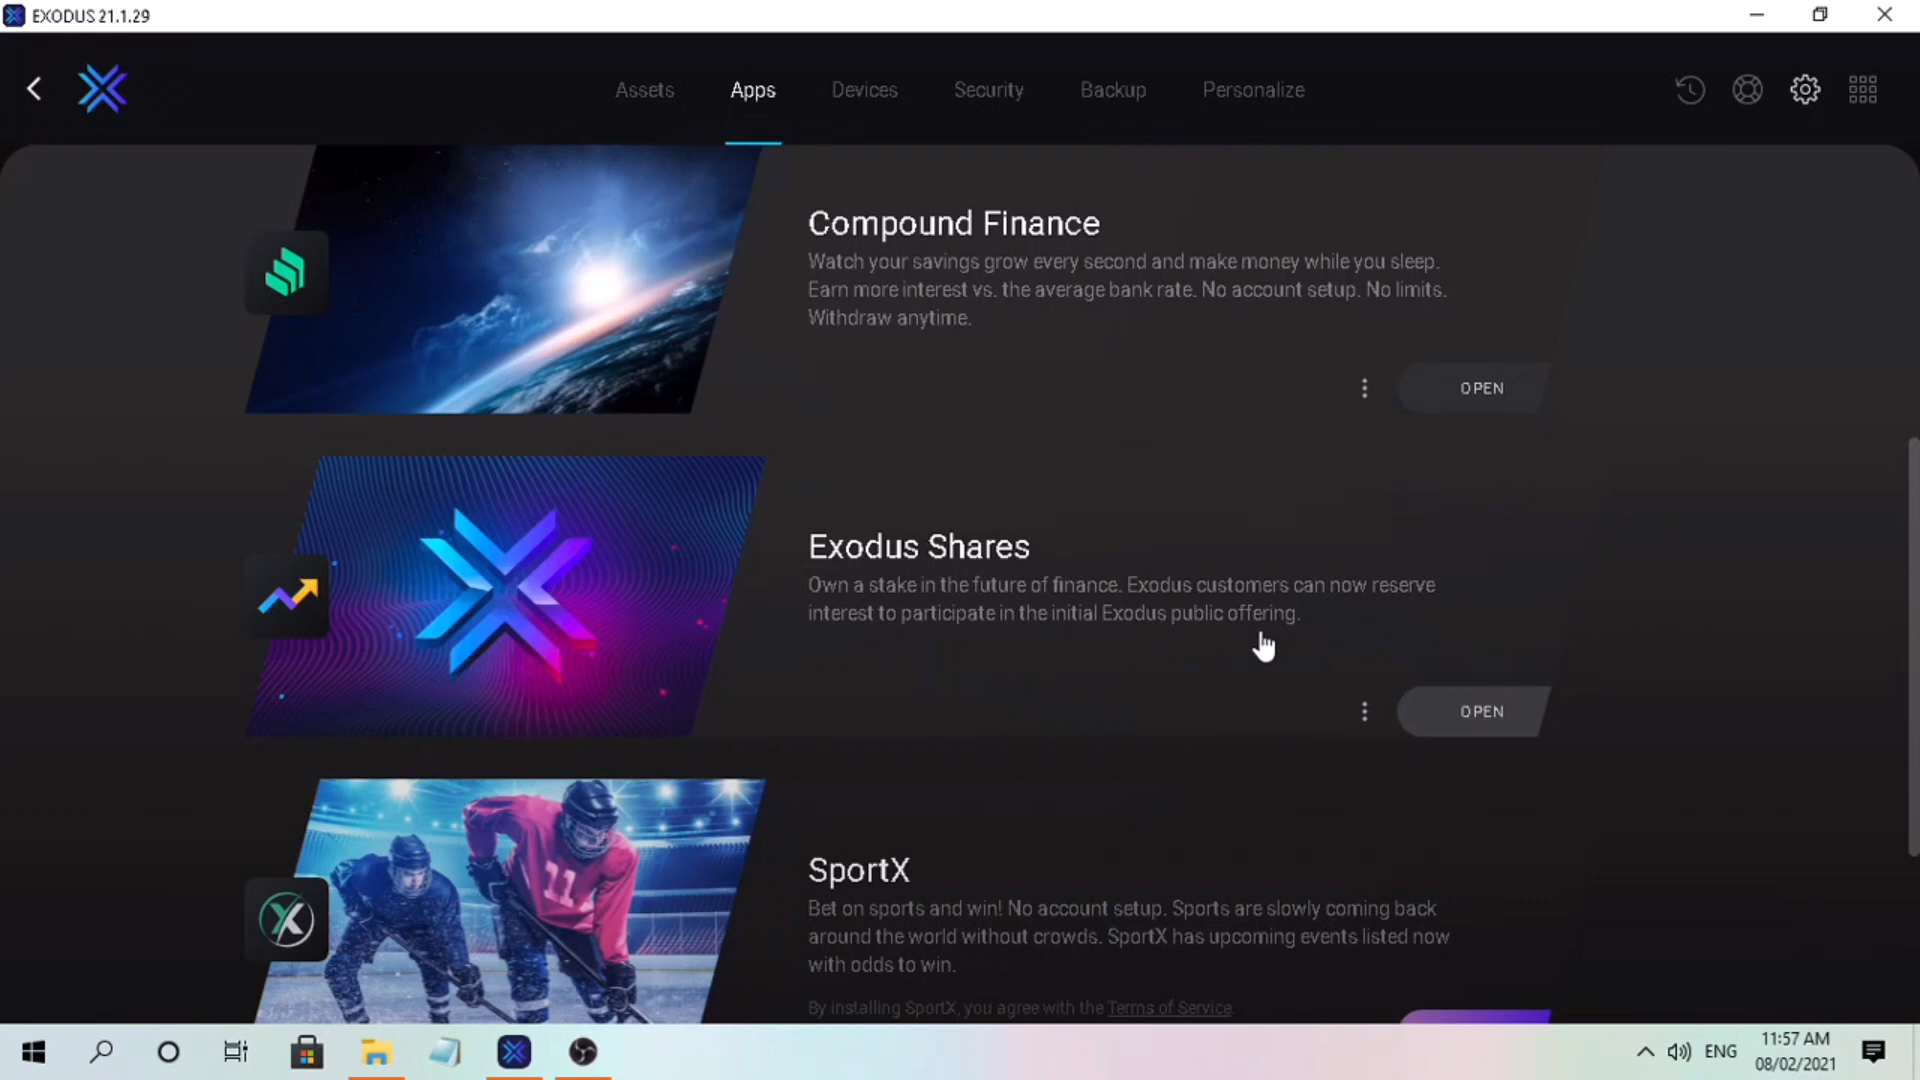 EXODUS 21.1.29
Assets
Apps
Devices
Security
Backup
Personalize
Compound Finance
Watch your savings grow every second and make money while you sleep.
Earn more interest vs. the average bank rate. No account setup. No limits.
Withdraw anytime.
OPEN
Exodus Shares
Own a stake in the future of finance. Exodus customers can now reserve
interest to participate in the initial Exodus public offering.
OPEN
11
SportX
Bet on sports and win! No account setup. Sports are slowly coming back
around the world without crowds. SportX has upcoming events listed now
with odds to win.
By installing SportX, you agree with the Terms of Service.
ENG
11:57 AM
08/02/2021